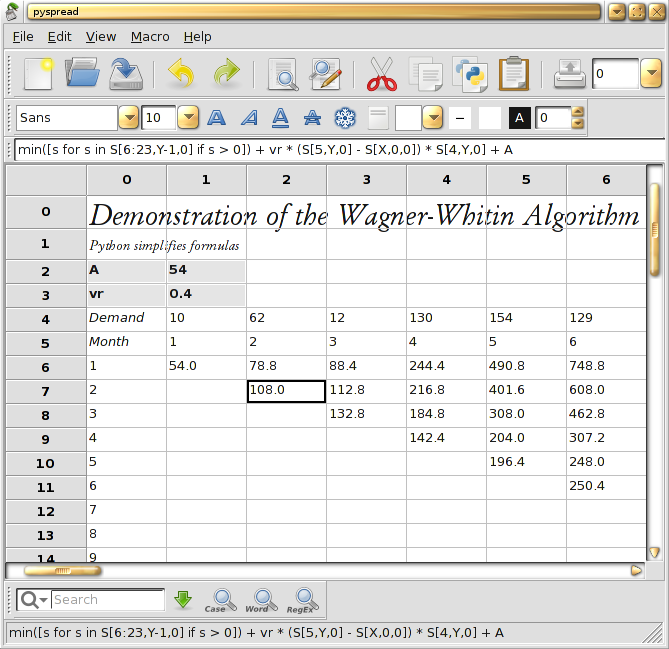 pyspread
File Edit View Macro Help
0
Sans 10 A A A A A 0
min([s for s in S[6:23,Y-1,0] if s > 0]) + vr * (S[5,Y,0] - S[X,0,0]) * S[4,Y,0] + A
0 1 2 3 4 5 6
0 Demonstration of the Wagner-Whitin Algorithm
1 Python simplifies formulas
2 A 54
3 vr 0.4
4 Demand 10 62 12 130 154 129
5 Month 1 2 3 4 5 6
6 1 54.0 78.8 88.4 244.4 490.8 748.8
7 2 108.0 112.8 216.8 401.6 608.0
8 3 132.8 184.8 308.0 462.8
9 4 142.4 204.0 307.2
10 5 196.4 248.0
11 6 250.4
12 7
13 8
14 9
Search Case Word RegEx
min([s for s in S[6:23,Y-1,0] if s > 0]) + vr * (S[5,Y,0] - S[X,0,0]) * S[4,Y,0] + A